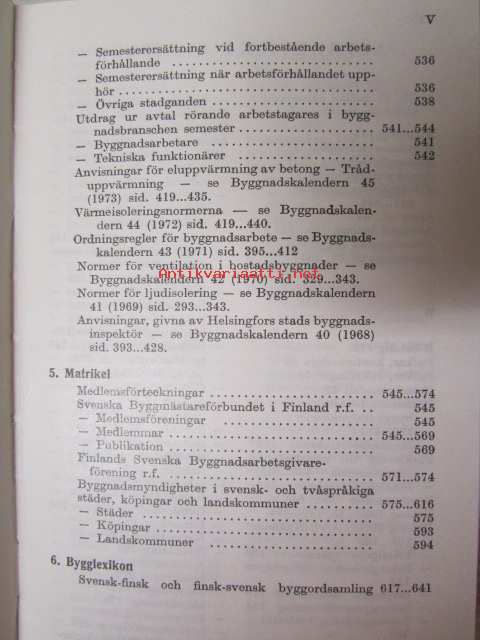 V
— Semesterersättning vid fortbestående arbets-
förhållande .............................. 536
— Semesterersättning när arbetsförhållandet upp-
hör ...................................... 536
— Övriga stadganden ........................ 538
Utdrag ur avtal rörande arbetstagares i bygg-
nadsbranschen semester .................... 541...544
— Byggnadsarbetare ......................... 541
— Tekniska funktionärer .................... 542
Anvisningar för eluppvärmning av betong — Tråd-
uppvärmning — se Byggnadskalendern 45
(1973) sid. 419...435.
Värmeisoleringsnormerna — se Byggnadskalen-
dern 44 (1972) sid. 419...440.
Ordningsregler för byggnadsarbete — se Byggnads-
kalendern 43 (1971) sid. 395...412
Normer för ventilation i bostadsbyggnader — se
Byggnadskalendern 42 (1970) sid. 329...343.
Antikvariaatti.net
Normer för ljudisolering — se Byggnadskalendern
41 (1969) sid. 293...343.
Anvisningar, givna av Helsingfors stads byggnads-
inspektör — se Byggnadskalendern 40 (1968)
sid. 393...428.
5. Matrikel
Medlemsförteckningar ......................... 545...574
Svenska Byggmästareförbundet i Finland r.f. .. 545
— Medlemsföreningar ........................ 545
— Medlemmar ................................ 545...569
— Publikation .............................. 569
Finlands Svenska Byggnadsarbetsgivare-
förening r.f. ............................. 571...574
Byggnadsmyndigheter i svensk- och tvåspråkiga
städer, köpingar och landskommuner ........ 575...616
— Städer ................................... 575
— Köpingar ................................. 593
— Landskommuner ............................ 594
6. Bygglexikon
Svensk-finsk och finsk-svensk byggordsamling 617...641